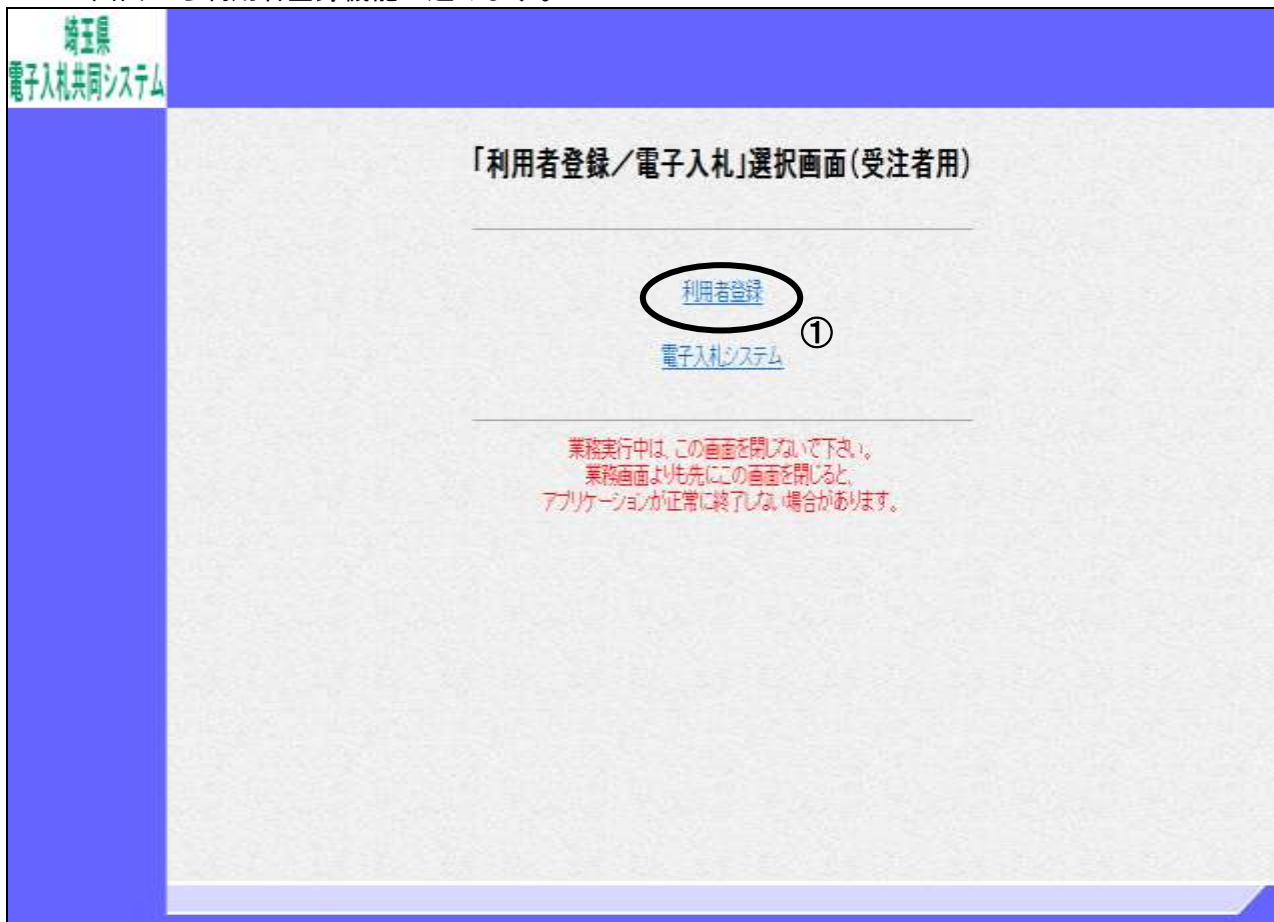 埼玉県
電子入札共同システム
「利用者登録／電子入札」選択画面(受注者用)
利用者登録
①
電子入札システム
業務実行中は、この画面を閉じないで下さい。
業務画面よりも先にこの画面を閉じると、
アプリケーションが正常に終了しない場合があります。